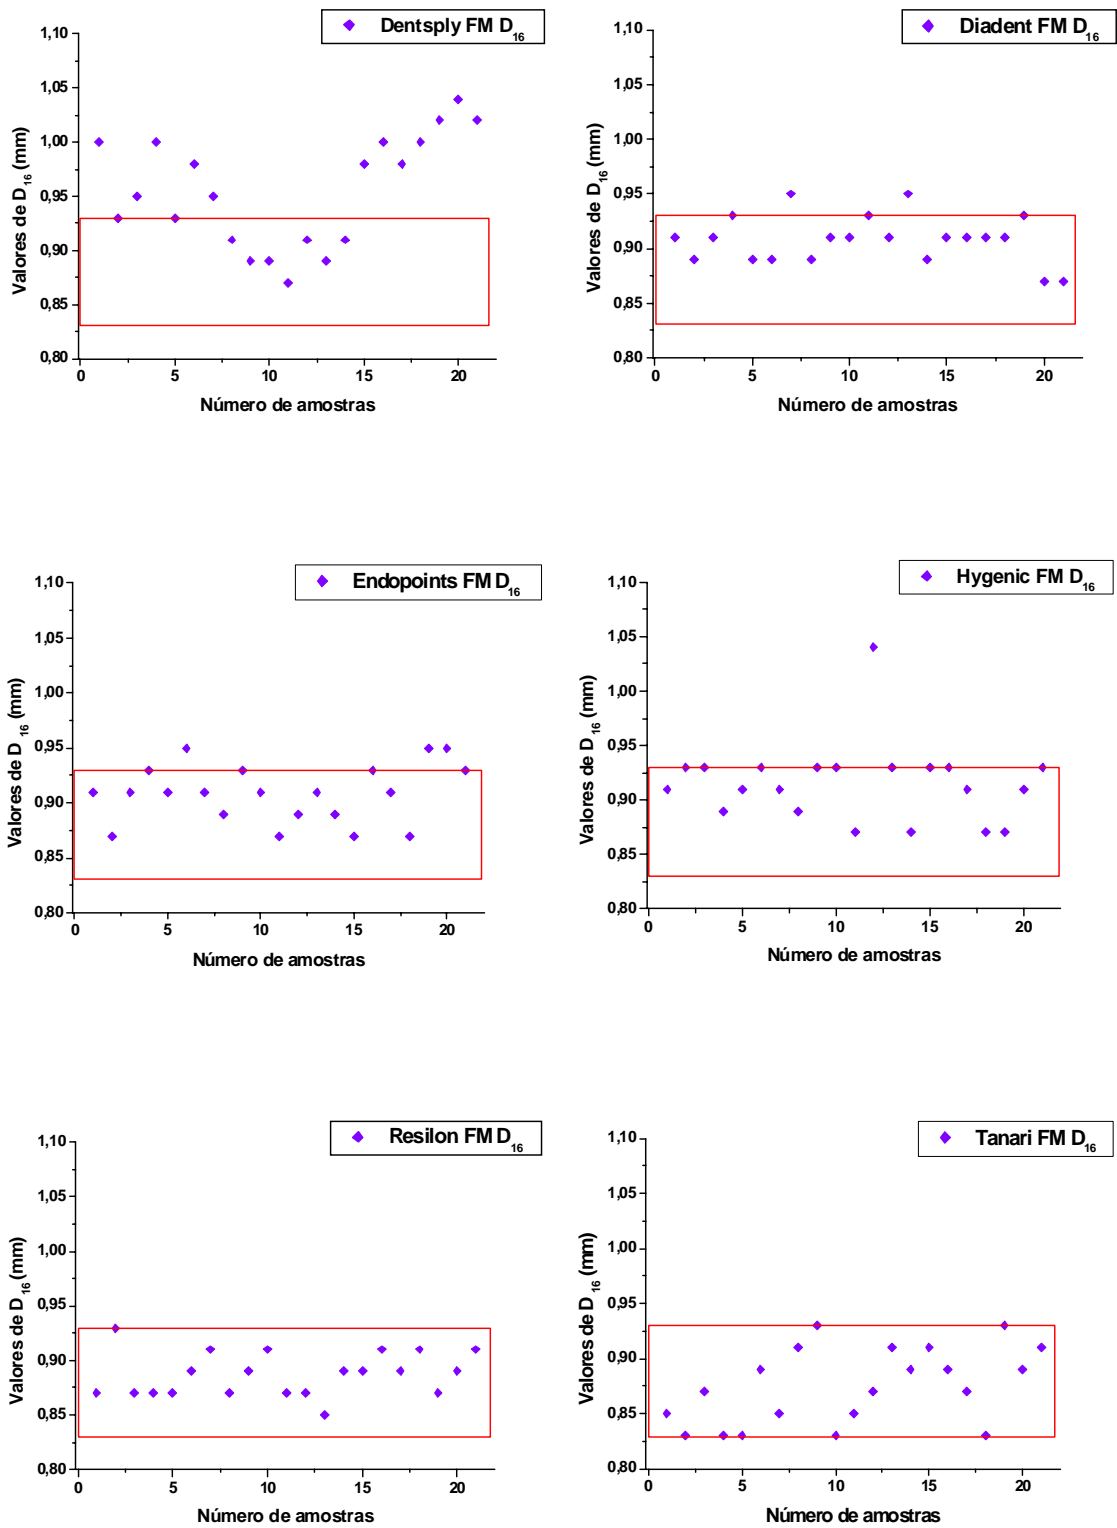 Dentsply FM D16
1,10
1,05
1,00
0,95
0,90
0,85
0,80
Valores de D16 (mm)
0 5 10 15 20
Número de amostras
Diadent FM D16
1,10
1,05
1,00
0,95
0,90
0,85
0,80
Valores de D16 (mm)
0 5 10 15 20
Número de amostras
Endopoints FM D16
1,10
1,05
1,00
0,95
0,90
0,85
0,80
Valores de D16 (mm)
0 5 10 15 20
Número de amostras
Hygenic FM D16
1,10
1,05
1,00
0,95
0,90
0,85
0,80
Valores de D16 (mm)
0 5 10 15 20
Número de amostras
Resilon FM D16
1,10
1,05
1,00
0,95
0,90
0,85
0,80
Valores de D16 (mm)
0 5 10 15 20
Número de amostras
Tanari FM D16
1,10
1,05
1,00
0,95
0,90
0,85
0,80
Valores de D16 (mm)
0 5 10 15 20
Número de amostras